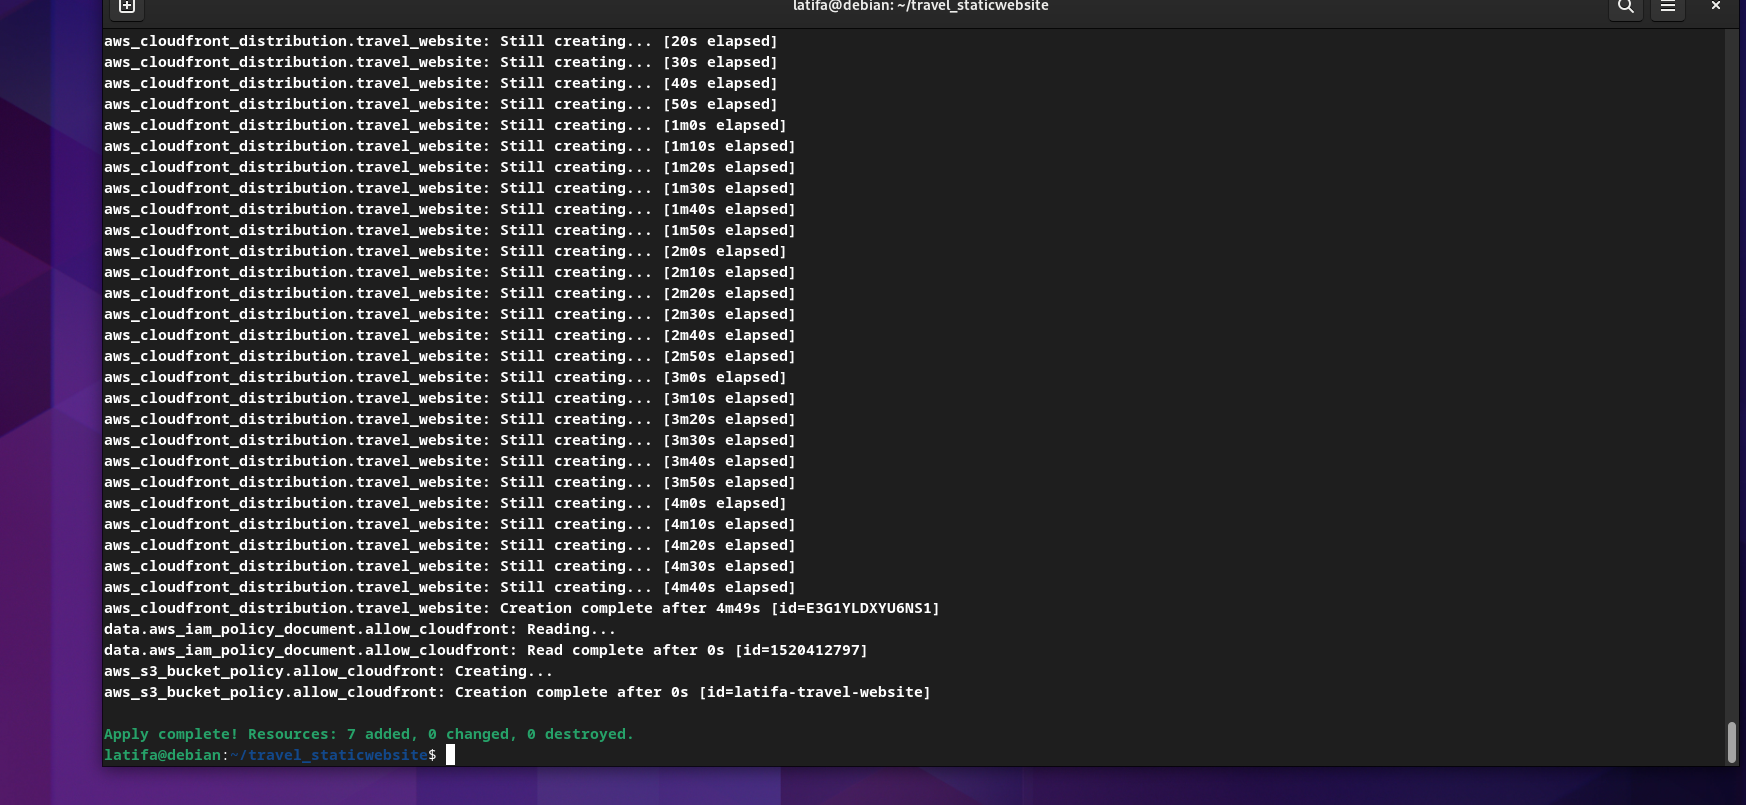 latifa@debian: ~/travel_staticwebsite
aws_cloudfront_distribution.travel_website: Still creating... [20s elapsed]
aws_cloudfront_distribution.travel_website: Still creating... [30s elapsed]
aws_cloudfront_distribution.travel_website: Still creating... [40s elapsed]
aws_cloudfront_distribution.travel_website: Still creating... [50s elapsed]
aws_cloudfront_distribution.travel_website: Still creating... [1m0s elapsed]
aws_cloudfront_distribution.travel_website: Still creating... [1m10s elapsed]
aws_cloudfront_distribution.travel_website: Still creating... [1m20s elapsed]
aws_cloudfront_distribution.travel_website: Still creating... [1m30s elapsed]
aws_cloudfront_distribution.travel_website: Still creating... [1m40s elapsed]
aws_cloudfront_distribution.travel_website: Still creating... [1m50s elapsed]
aws_cloudfront_distribution.travel_website: Still creating... [2m0s elapsed]
aws_cloudfront_distribution.travel_website: Still creating... [2m10s elapsed]
aws_cloudfront_distribution.travel_website: Still creating... [2m20s elapsed]
aws_cloudfront_distribution.travel_website: Still creating... [2m30s elapsed]
aws_cloudfront_distribution.travel_website: Still creating... [2m40s elapsed]
aws_cloudfront_distribution.travel_website: Still creating... [2m50s elapsed]
aws_cloudfront_distribution.travel_website: Still creating... [3m0s elapsed]
aws_cloudfront_distribution.travel_website: Still creating... [3m10s elapsed]
aws_cloudfront_distribution.travel_website: Still creating... [3m20s elapsed]
aws_cloudfront_distribution.travel_website: Still creating... [3m30s elapsed]
aws_cloudfront_distribution.travel_website: Still creating... [3m40s elapsed]
aws_cloudfront_distribution.travel_website: Still creating... [3m50s elapsed]
aws_cloudfront_distribution.travel_website: Still creating... [4m0s elapsed]
aws_cloudfront_distribution.travel_website: Still creating... [4m10s elapsed]
aws_cloudfront_distribution.travel_website: Still creating... [4m20s elapsed]
aws_cloudfront_distribution.travel_website: Still creating... [4m30s elapsed]
aws_cloudfront_distribution.travel_website: Still creating... [4m40s elapsed]
aws_cloudfront_distribution.travel_website: Creation complete after 4m49s [id=E3G1YLDXYU6NS1]
data.aws_iam_policy_document.allow_cloudfront: Reading...
data.aws_iam_policy_document.allow_cloudfront: Read complete after 0s [id=1520412797]
aws_s3_bucket_policy.allow_cloudfront: Creating...
aws_s3_bucket_policy.allow_cloudfront: Creation complete after 0s [id=latifa-travel-website]
Apply complete! Resources: 7 added, 0 changed, 0 destroyed.
latifa@debian:~/travel_staticwebsite$